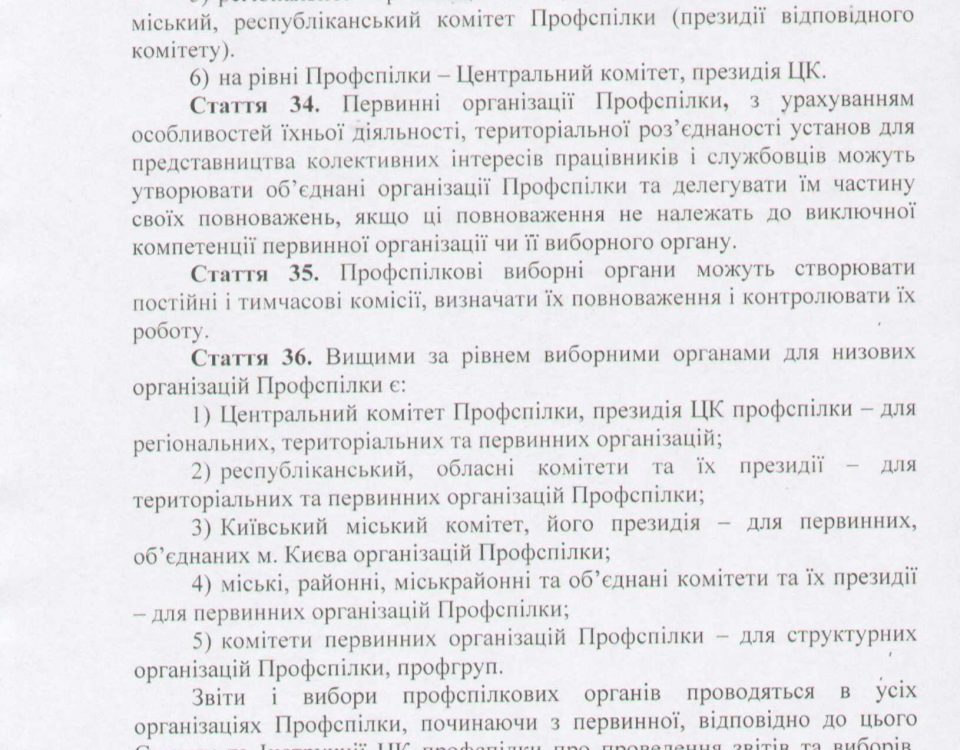 міський, республіканський комітет Профспілки (президії відповідного
комітету).
6) на рівні Профспілки – Центральний комітет, президія ЦК.
Стаття 34. Первинні організації Профспілки, з урахуванням
особливостей їхньої діяльності, територіальної роз’єднаності установ для
представництва колективних інтересів працівників і службовців можуть
утворювати об’єднані організації Профспілки та делегувати їм частину
своїх повноважень, якщо ці повноваження не належать до виключної
компетенції первинної організації чи її виборного органу.
Стаття 35. Профспілкові виборні органи можуть створювати
постійні і тимчасові комісії, визначати їх повноваження і контролювати їх
роботу.
Стаття 36. Вищими за рівнем виборними органами для низових
організацій Профспілки є:
1) Центральний комітет Профспілки, президія ЦК профспілки – для
регіональних, територіальних та первинних організацій;
2) республіканський, обласні комітети та їх президії – для
територіальних та первинних організацій Профспілки;
3) Київський міський комітет, його президія – для первинних,
об’єднаних м. Києва організацій Профспілки;
4) міські, районні, міськрайонні та об’єднані комітети та їх президії
– для первинних організацій Профспілки;
5) комітети первинних організацій Профспілки – для структурних
організацій Профспілки, профгруп.
Звіти і вибори профспілкових органів проводяться в усіх
організаціях Профспілки, починаючи з первинної, відповідно до цього
Інструкції ЦК профспілки про проведення звітів та виборів